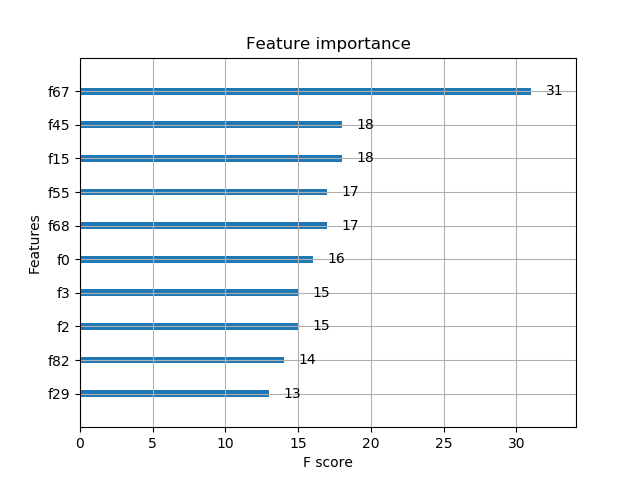 Feature importance
Features
f67 31
f45 18
f15 18
f55 17
f68 17
f0 16
f3 15
f2 15
f82 14
f29 13
0 5 10 15 20 25 30
F score